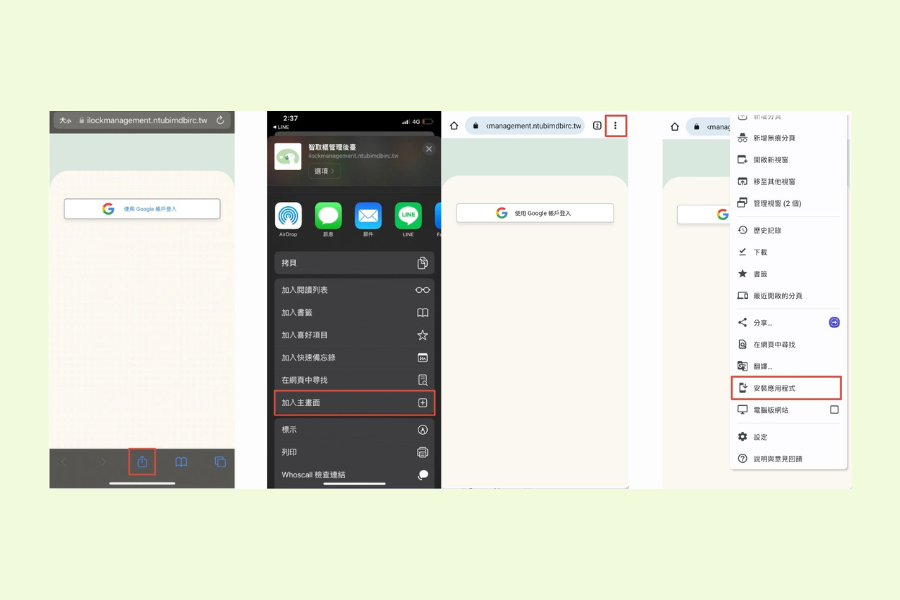 大小 ilockmanagement.ntubimdbirc.tw
使用 Google 帳戶登入
2:37
4G
LINE
智取櫃管理後臺
ilockmanagement.ntubimdbirc.tw
選項
AirDrop
訊息
郵件
LINE
拷貝
加入閱讀列表
加入書籤
加入喜好項目
加入快速備忘錄
在網頁中尋找
加入主畫面
標示
列印
Whoscall 檢查連結
management.ntubimdbirc.tw
使用 Google 帳戶登入
新增分頁
新增無痕分頁
開啟新視窗
移至其他視窗
管理視窗 (2 個)
歷史記錄
下載
書籤
最近開啟的分頁
分享...
在網頁中尋找
翻譯...
安裝應用程式
電腦版網站
設定
說明與意見回饋